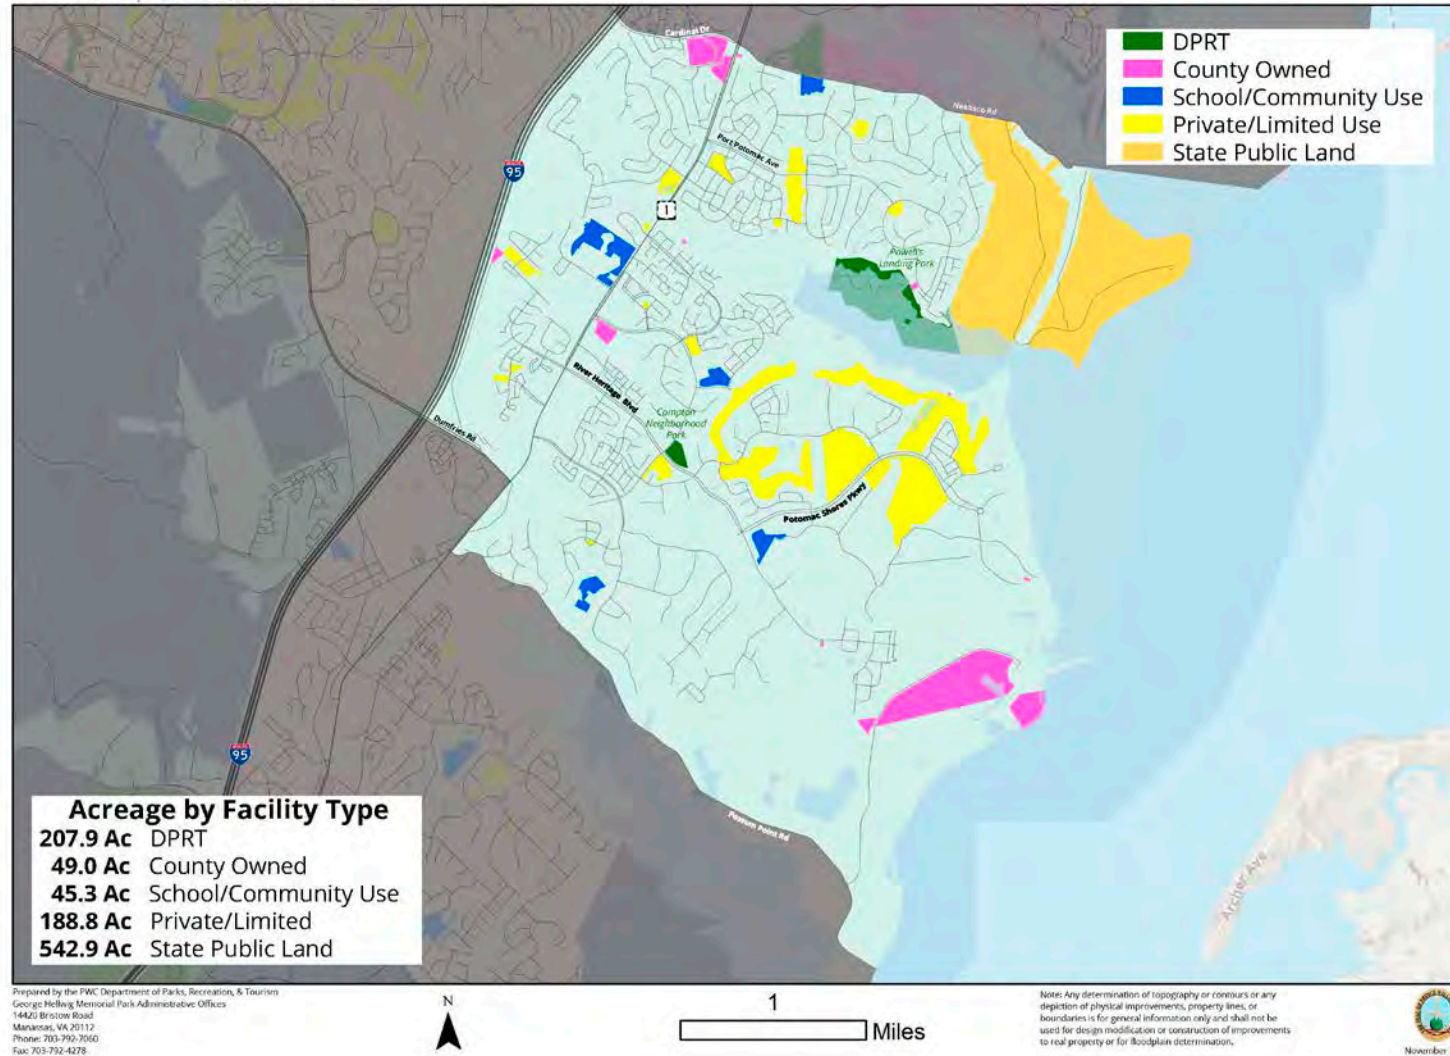 Cardinal Dr
Neabsco Rd
DPRT
County Owned
School/Community Use
Private/Limited Use
State Public Land
Port Potomac Ave
95
1
Powell's
Landing Park
River Heritage Blvd
Compton
Neighborhood
Park
Dumfries Rd
Potomac Shores Pkwy
95
Possum Point Rd
Archer Ave
Acreage by Facility Type
207.9 Ac DPRT
49.0 Ac County Owned
45.3 Ac School/Community Use
188.8 Ac Private/Limited
542.9 Ac State Public Land
Prepared by the PWC Department of Parks, Recreation, & Tourism
George Hellwig Memorial Park Administrative Offices
14420 Bristow Road
Manassas, VA 20112
Phone: 703-792-7060
Fax: 703-792-4278
N
1
Miles
Note: Any determination of topography or contours or any
depiction of physical improvements, property lines, or
boundaries is for general information only and shall not be
used for design modification or construction of improvements
to real property or for floodplain determination.
November